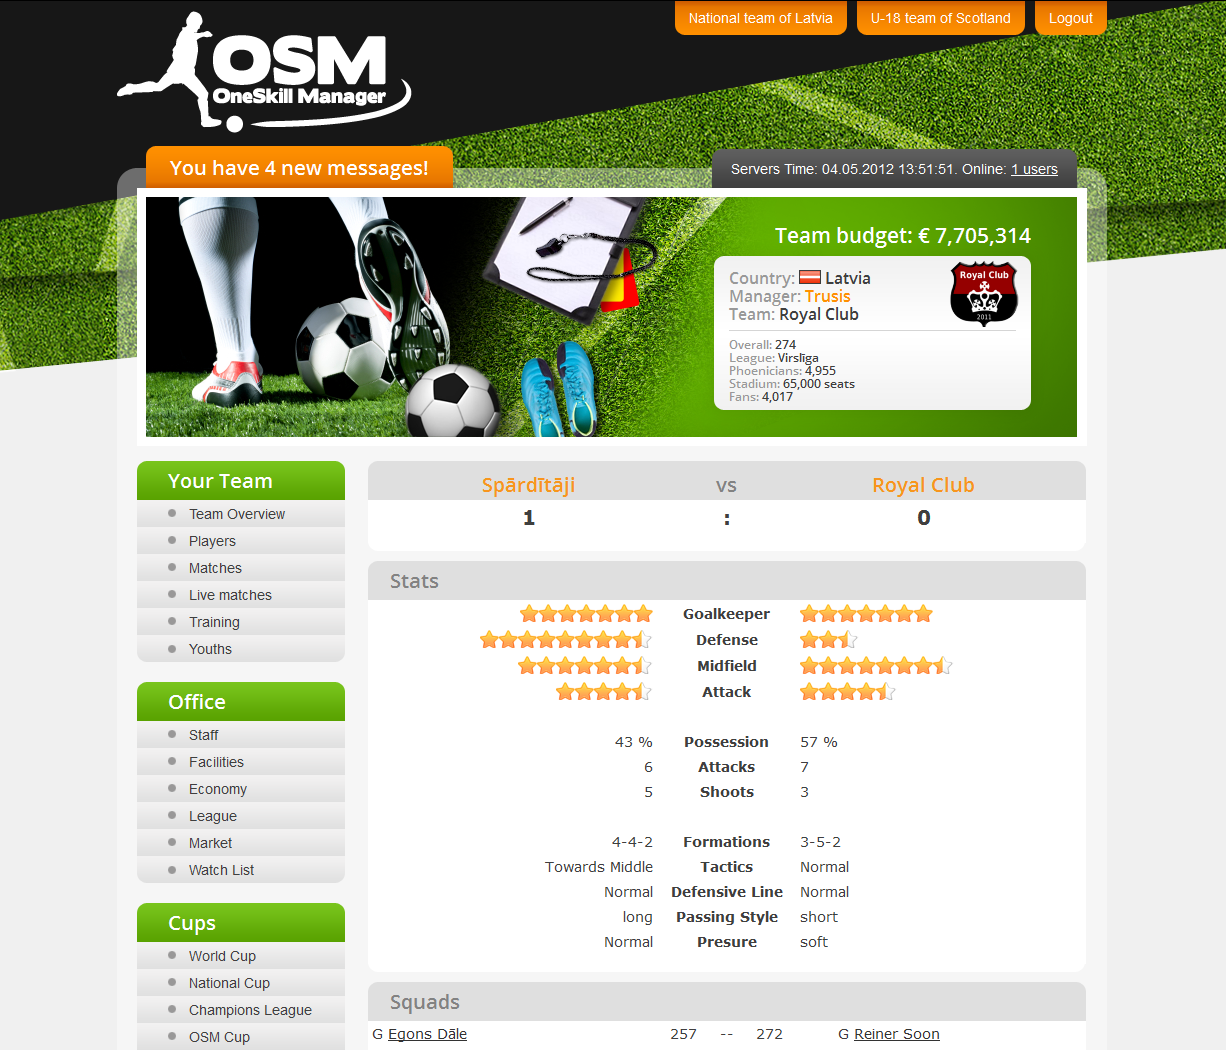 National team of Latvia
U-18 team of Scotland
Logout
OSM
OneSkill Manager
You have 4 new messages!
Servers Time: 04.05.2012 13:51:51. Online: 1 users
Team budget: € 7,705,314
Country: Latvia
Manager: Trusis
Team: Royal Club
Royal Club
2011
Overall: 274
League: Virslīga
Phoenicians: 4,955
Stadium: 65,000 seats
Fans: 4,017
Your Team
Team Overview
Players
Matches
Live matches
Training
Youths
Office
Staff
Facilities
Economy
League
Market
Watch List
Cups
World Cup
National Cup
Champions League
OSM Cup
Spārdītāji vs Royal Club
1 : 0
Stats
Goalkeeper
Defense
Midfield
Attack
43 % Possession 57 %
6 Attacks 7
5 Shoots 3
4-4-2 Formations 3-5-2
Towards Middle Tactics Normal
Normal Defensive Line Normal
long Passing Style short
Normal Presure soft
Squads
G Egons Dāle 257 -- 272 G Reiner Soon